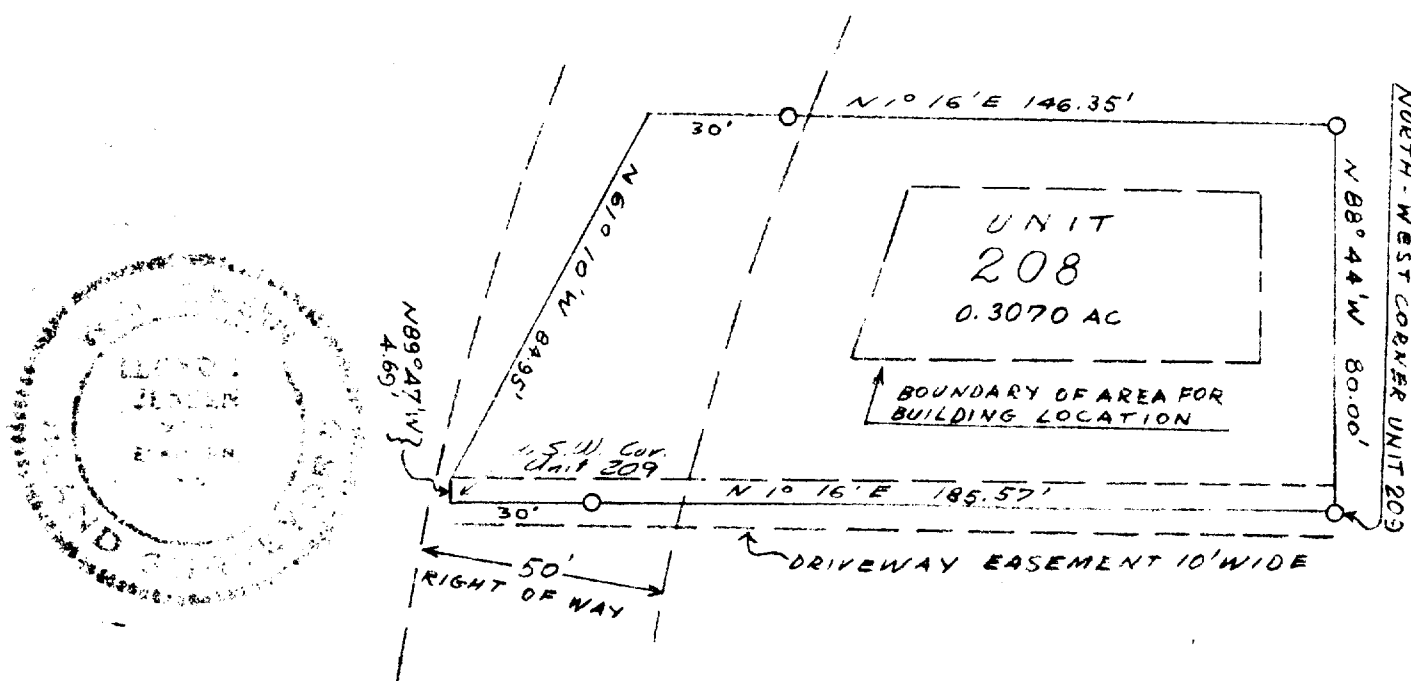 N 1° 16' E 146.35'
30'
N 61° 10' W 84.95'
UNIT
208
0.3070 AC
N 88° 44' W 80.00'
NORTH-WEST CORNER UNIT 209
BOUNDARY OF AREA FOR
BUILDING LOCATION
N89°47'W
4.69'
S.W. Cor.
Unit 209
N 1° 16' E 185.57'
30'
50'
RIGHT OF WAY
DRIVEWAY EASEMENT 10' WIDE